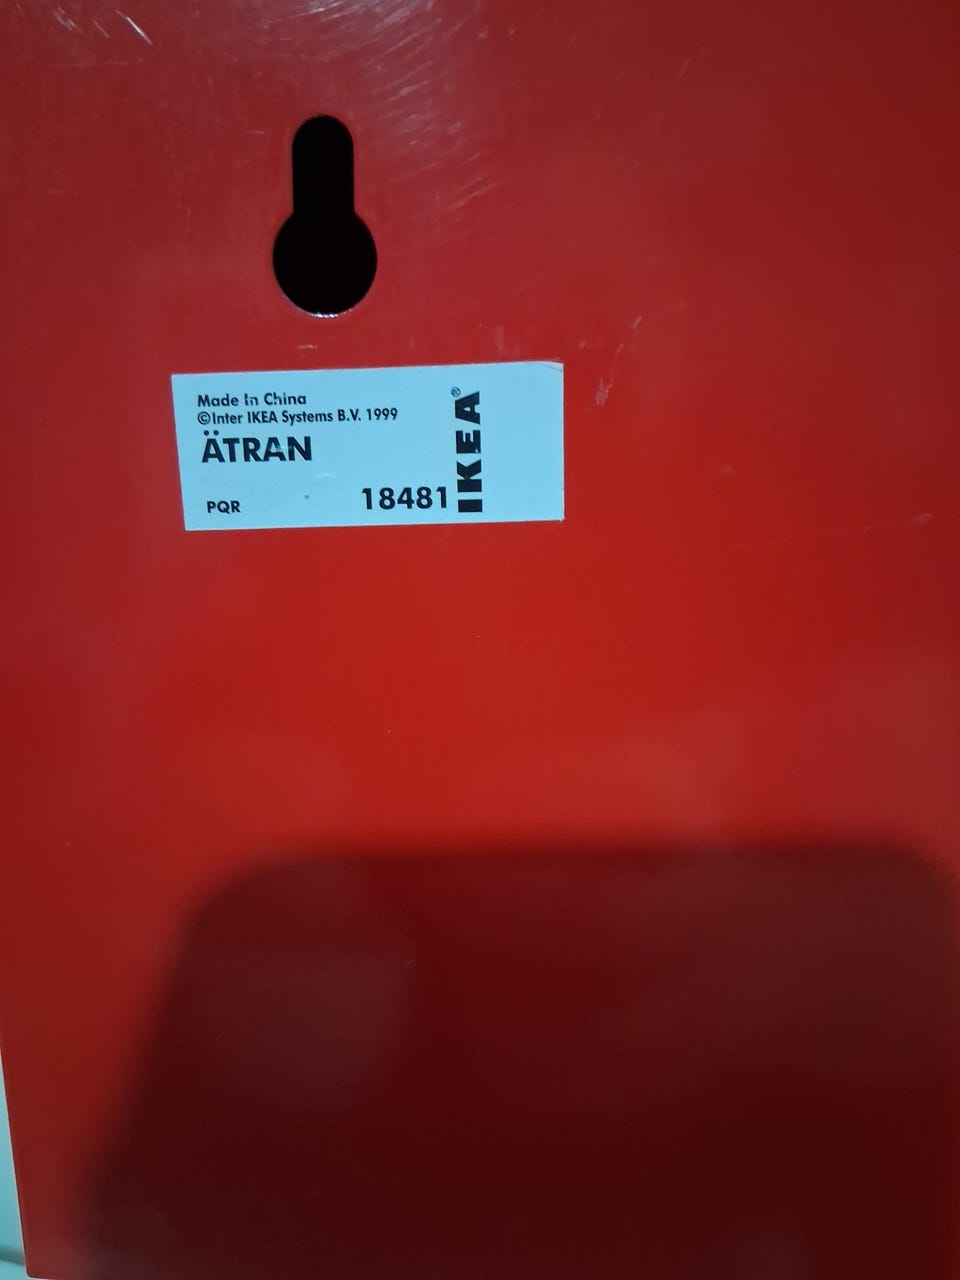 Made In China
©Inter IKEA Systems B.V. 1999
ÄTRAN
PQR
18481
IKEA®